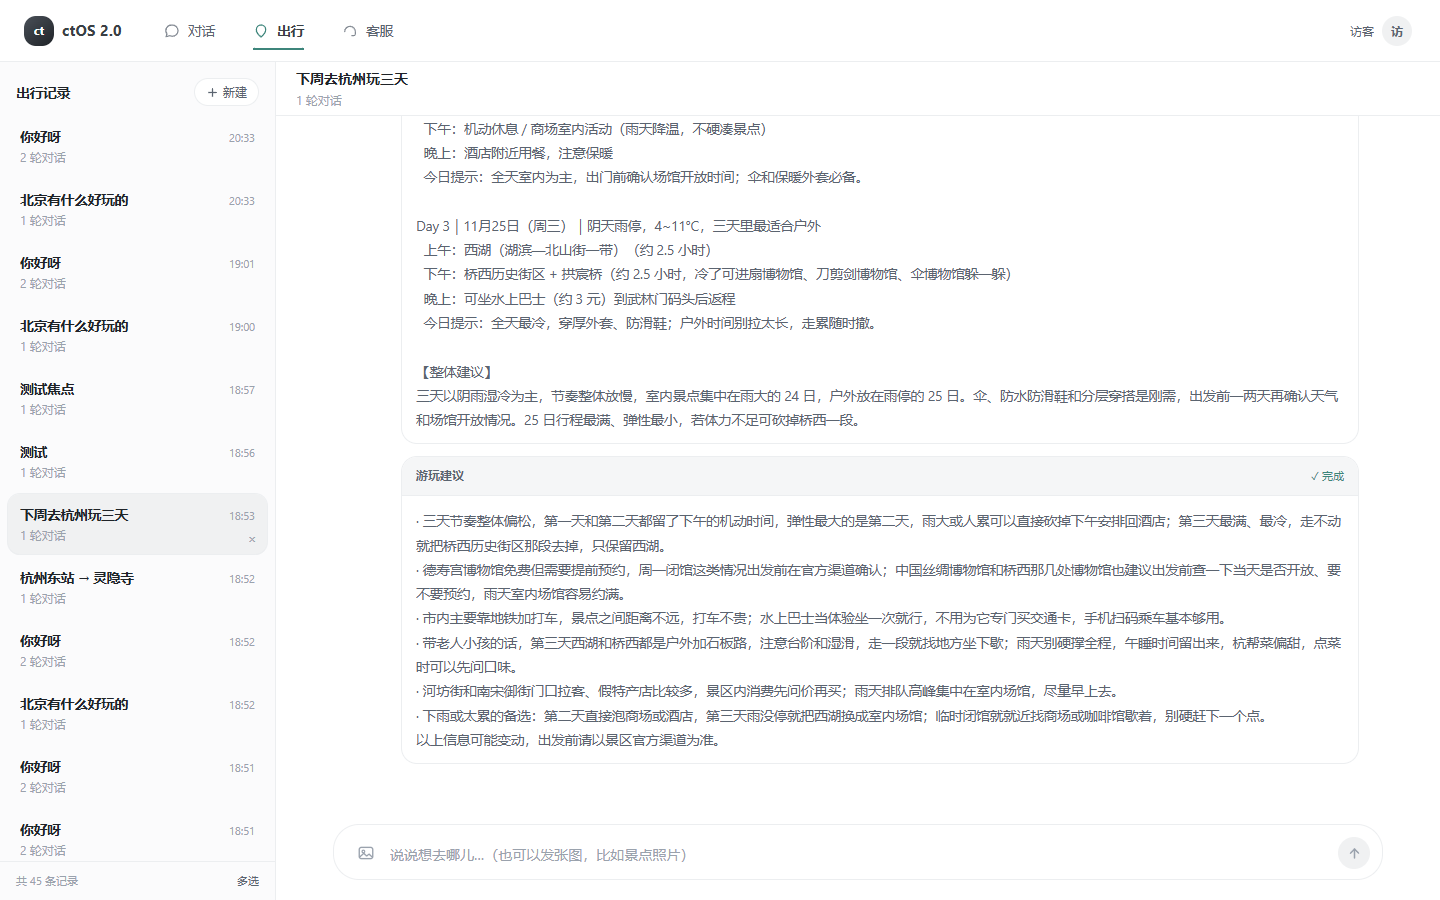 ct ctOS 2.0 对话 出行 客服 访客 访
出行记录 + 新建
你好呀 20:33
2 轮对话
北京有什么好玩的 20:33
1 轮对话
你好呀 19:01
2 轮对话
北京有什么好玩的 19:00
1 轮对话
测试焦点 18:57
1 轮对话
测试 18:56
1 轮对话
下周去杭州玩三天 18:53
1 轮对话 ×
杭州东站 → 灵隐寺 18:52
1 轮对话
你好呀 18:52
2 轮对话
北京有什么好玩的 18:52
1 轮对话
你好呀 18:51
2 轮对话
你好呀 18:51
2 轮对话
共 45 条记录 多选
下周去杭州玩三天
1 轮对话
下午：机动休息 / 商场室内活动（雨天降温，不硬凑景点）
晚上：酒店附近用餐，注意保暖
今日提示：全天室内为主，出门前确认场馆开放时间；伞和保暖外套必备。
Day 3｜11月25日（周三）｜阴天雨停，4~11°C，三天里最适合户外
上午：西湖（湖滨—北山街一带）（约 2.5 小时）
下午：桥西历史街区 + 拱宸桥（约 2.5 小时，冷了可进扇博物馆、刀剪剑博物馆、伞博物馆躲一躲）
晚上：可坐水上巴士（约 3 元）到武林门码头后返程
今日提示：全天最冷，穿厚外套、防滑鞋；户外时间别拉太长，走累随时撤。
【整体建议】
三天以阴雨湿冷为主，节奏整体放慢，室内景点集中在雨大的 24 日，户外放在雨停的 25 日。伞、防水防滑鞋和分层穿搭是刚需，出发前一两天再确认天气
和场馆开放情况。25 日行程最满、弹性最小，若体力不足可砍掉桥西一段。
游玩建议 ✓ 完成
· 三天节奏整体偏松，第一天和第二天都留了下午的机动时间，弹性最大的是第二天，雨大或人累可以直接砍掉下午安排回酒店；第三天最满、最冷，走不动
就把桥西历史街区那段去掉，只保留西湖。
· 德寿宫博物馆免费但需要提前预约，周一闭馆这类情况出发前在官方渠道确认；中国丝绸博物馆和桥西那几处博物馆也建议出发前查一下当天是否开放、要
不要预约，雨天室内场馆容易约满。
· 市内主要靠地铁加打车，景点之间距离不远，打车不贵；水上巴士当体验坐一次就行，不用为它专门买交通卡，手机扫码乘车基本够用。
· 带老人小孩的话，第三天西湖和桥西都是户外加石板路，注意台阶和湿滑，走一段就找地方坐下歇；雨天别硬撑全程，午睡时间留出来，杭帮菜偏甜，点菜
时可以先问口味。
· 河坊街和南宋御街门口拉客、假特产店比较多，景区内消费先问价再买；雨天排队高峰集中在室内场馆，尽量早上去。
· 下雨或太累的备选：第二天直接泡商场或酒店，第三天雨没停就把西湖换成室内场馆；临时闭馆就就近找商场或咖啡馆歇着，别硬赶下一个点。
以上信息可能变动，出发前请以景区官方渠道为准。
说说想去哪儿...（也可以发张图，比如景点照片）